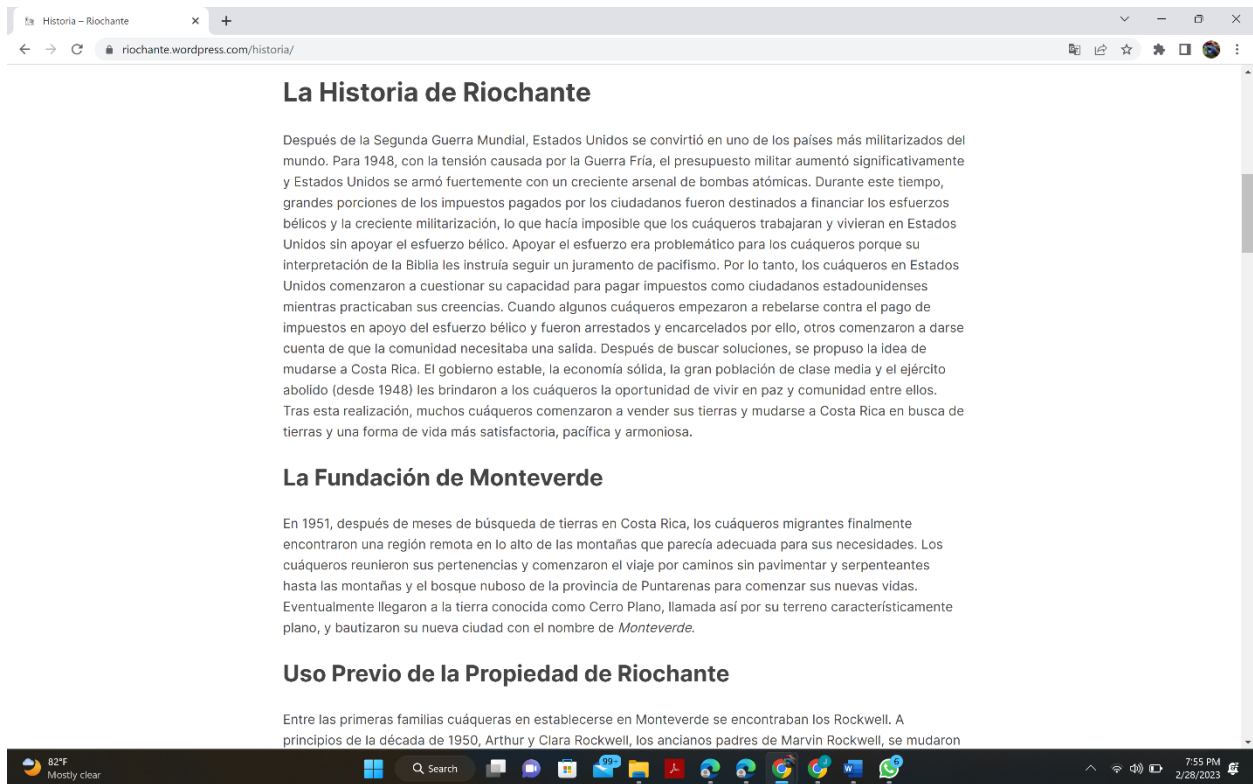 Historia – Riochante
riochante.wordpress.com/historia/
La Historia de Riochante
Después de la Segunda Guerra Mundial, Estados Unidos se convirtió en uno de los países más militarizados del
mundo. Para 1948, con la tensión causada por la Guerra Fría, el presupuesto militar aumentó significativamente
y Estados Unidos se armó fuertemente con un creciente arsenal de bombas atómicas. Durante este tiempo,
grandes porciones de los impuestos pagados por los ciudadanos fueron destinados a financiar los esfuerzos
bélicos y la creciente militarización, lo que hacía imposible que los cuáqueros trabajaran y vivieran en Estados
Unidos sin apoyar el esfuerzo bélico. Apoyar el esfuerzo era problemático para los cuáqueros porque su
interpretación de la Biblia les instruía seguir un juramento de pacifismo. Por lo tanto, los cuáqueros en Estados
Unidos comenzaron a cuestionar su capacidad para pagar impuestos como ciudadanos estadounidenses
mientras practicaban sus creencias. Cuando algunos cuáqueros empezaron a rebelarse contra el pago de
impuestos en apoyo del esfuerzo bélico y fueron arrestados y encarcelados por ello, otros comenzaron a darse
cuenta de que la comunidad necesitaba una salida. Después de buscar soluciones, se propuso la idea de
mudarse a Costa Rica. El gobierno estable, la economía sólida, la gran población de clase media y el ejército
abolido (desde 1948) les brindaron a los cuáqueros la oportunidad de vivir en paz y comunidad entre ellos.
Tras esta realización, muchos cuáqueros comenzaron a vender sus tierras y mudarse a Costa Rica en busca de
tierras y una forma de vida más satisfactoria, pacífica y armoniosa.
La Fundación de Monteverde
En 1951, después de meses de búsqueda de tierras en Costa Rica, los cuáqueros migrantes finalmente
encontraron una región remota en lo alto de las montañas que parecía adecuada para sus necesidades. Los
cuáqueros reunieron sus pertenencias y comenzaron el viaje por caminos sin pavimentar y serpenteantes
hasta las montañas y el bosque nuboso de la provincia de Puntarenas para comenzar sus nuevas vidas.
Eventualmente llegaron a la tierra conocida como Cerro Plano, llamada así por su terreno característicamente
plano, y bautizaron su nueva ciudad con el nombre de Monteverde.
Uso Previo de la Propiedad de Riochante
Entre las primeras familias cuáqueras en establecerse en Monteverde se encontraban los Rockwell. A
principios de la década de 1950, Arthur y Clara Rockwell, los ancianos padres de Marvin Rockwell, se mudaron
82°F
Mostly clear
Search
99+
6
7:55 PM
2/28/2023